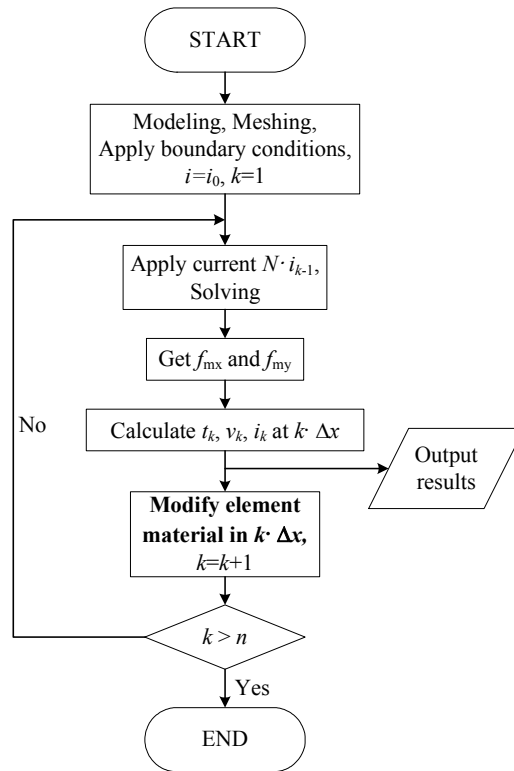 START
Modeling, Meshing,
Apply boundary conditions,
i=i₀, k=1
Apply current N· iₖ₋₁,
Solving
Get fₘₓ and fₘᵧ
Calculate tₖ, vₖ, iₖ at k· Δx
Output
results
Modify element
material in k· Δx,
k=k+1
k > n
No
Yes
END